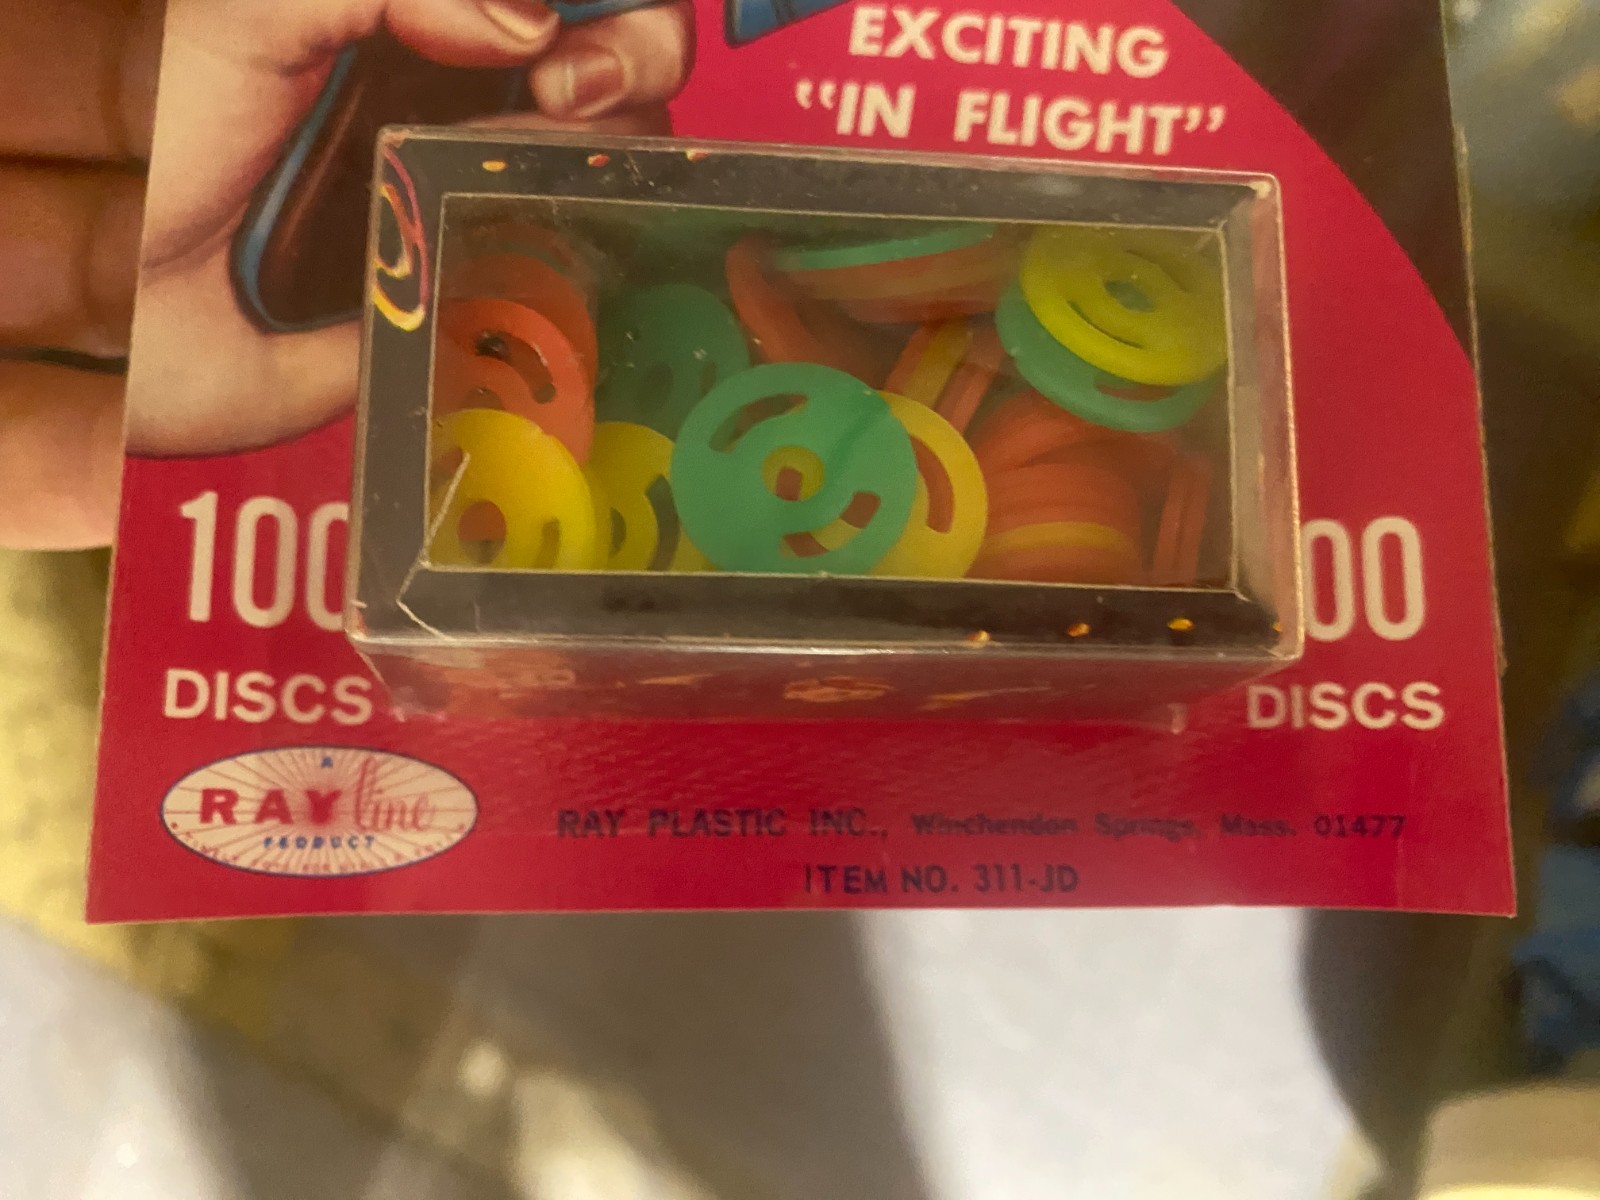 EXCITING
"IN FLIGHT"
100
00
DISCS
DISCS
A
RAY line
PRODUCT
RAY PLASTIC INC., Winchendon Springs, Mass. 01477
ITEM NO. 311-JD